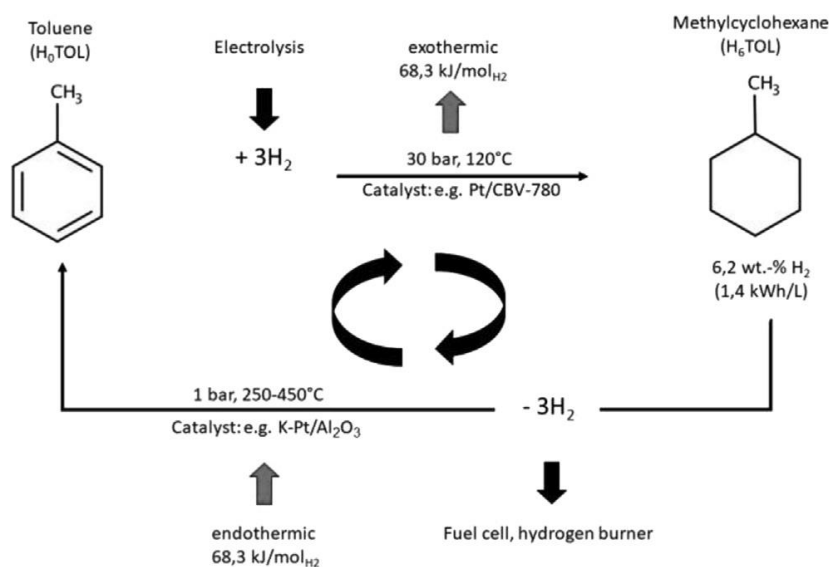 Toluene
(H₀TOL)
CH₃
Electrolysis
+ 3H₂
exothermic
68,3 kJ/mol_H2
30 bar, 120°C
Catalyst: e.g. Pt/CBV-780
Methylcyclohexane
(H₆TOL)
CH₃
6,2 wt.-% H₂
(1,4 kWh/L)
1 bar, 250-450°C
Catalyst: e.g. K-Pt/Al₂O₃
- 3H₂
endothermic
68,3 kJ/mol_H2
Fuel cell, hydrogen burner